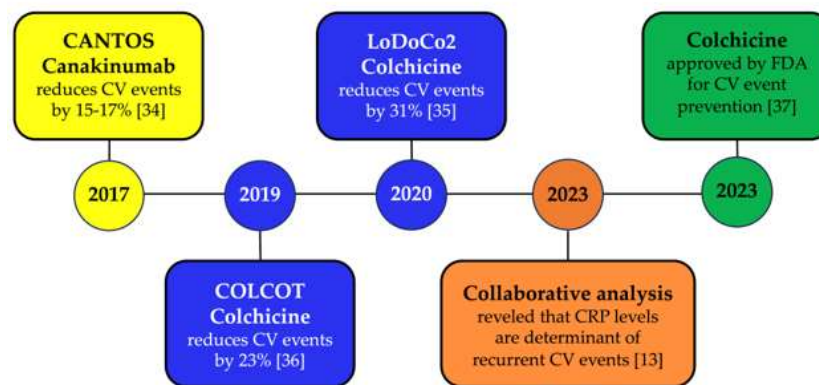 CANTOS
Canakinumab
reduces CV events
by 15-17% [34]
LoDoCo2
Colchicine
reduces CV events
by 31% [35]
Colchicine
approved by FDA
for CV event
prevention [37]
2017
2019
2020
2023
2023
COLCOT
Colchicine
reduces CV events
by 23% [36]
Collaborative analysis
reveled that CRP levels
are determinant of
recurrent CV events [13]